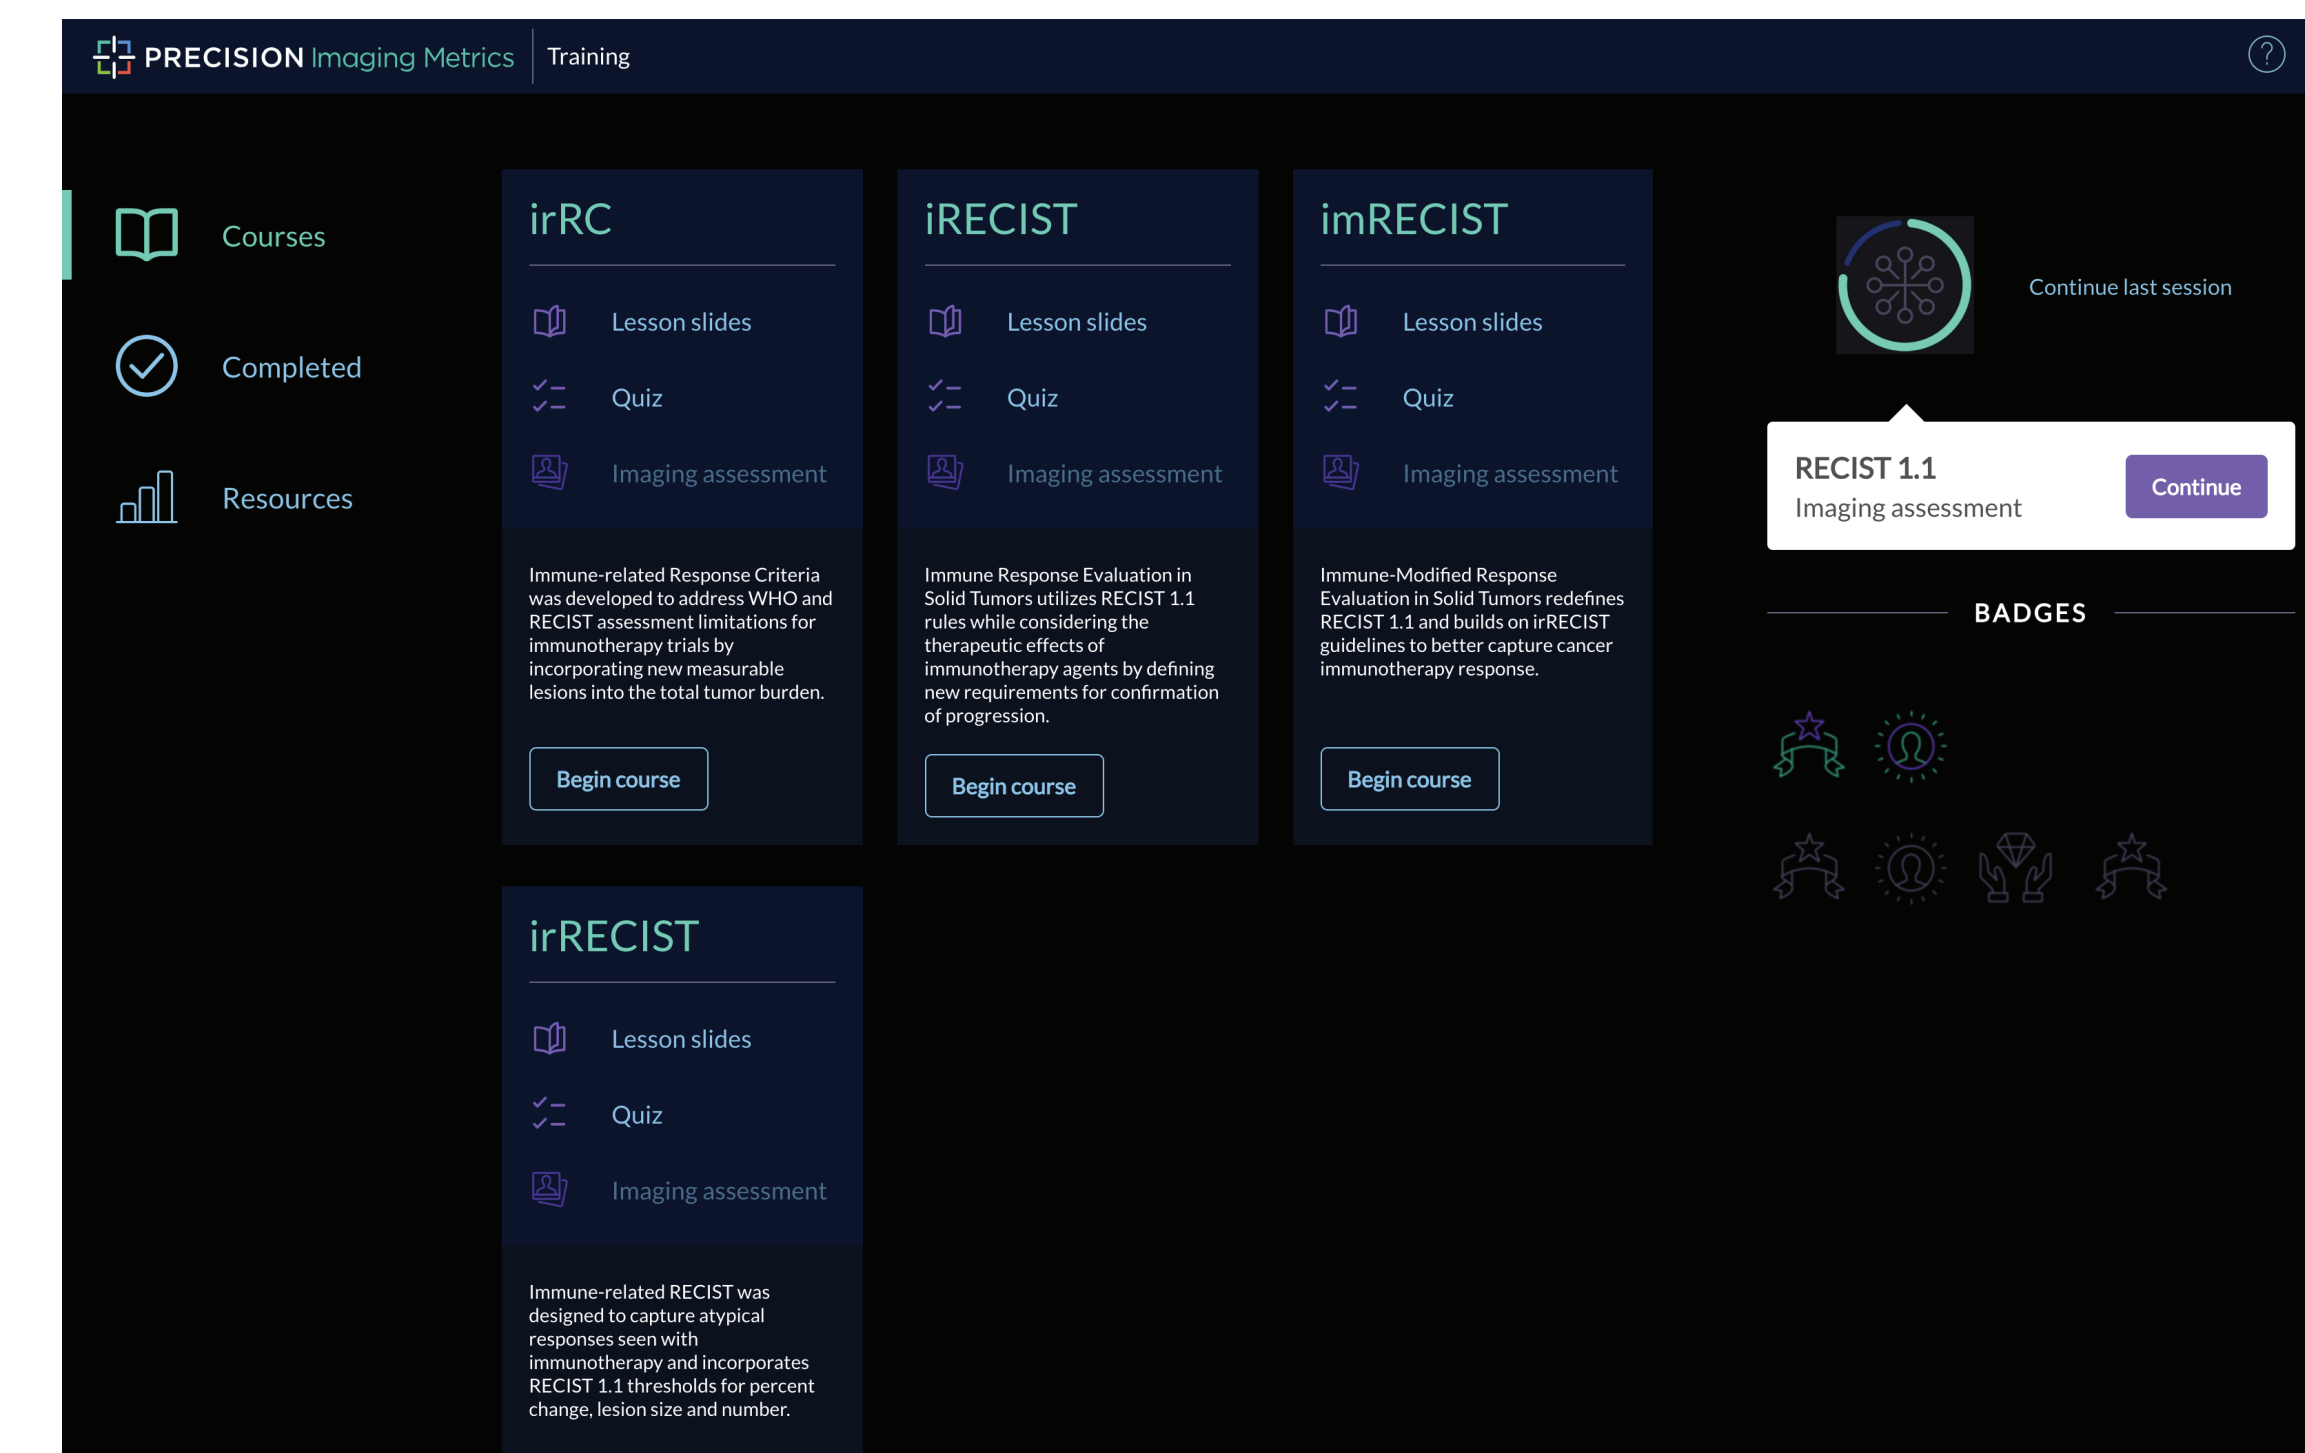 PRECISION Imaging Metrics
Training
?
Courses
Completed
Resources
irRC
Lesson slides
Quiz
Imaging assessment
Immune-related Response Criteria
was developed to address WHO and
RECIST assessment limitations for
immunotherapy trials by
incorporating new measurable
lesions into the total tumor burden.
Begin course
iRECIST
Lesson slides
Quiz
Imaging assessment
Immune Response Evaluation in
Solid Tumors utilizes RECIST 1.1
rules while considering the
therapeutic effects of
immunotherapy agents by defining
new requirements for confirmation
of progression.
Begin course
imRECIST
Lesson slides
Quiz
Imaging assessment
Immune-Modified Response
Evaluation in Solid Tumors redefines
RECIST 1.1 and builds on irRECIST
guidelines to better capture cancer
immunotherapy response.
Begin course
irRECIST
Lesson slides
Quiz
Imaging assessment
Immune-related RECIST was
designed to capture atypical
responses seen with
immunotherapy and incorporates
RECIST 1.1 thresholds for percent
change, lesion size and number.
Continue last session
RECIST 1.1
Imaging assessment
Continue
BADGES